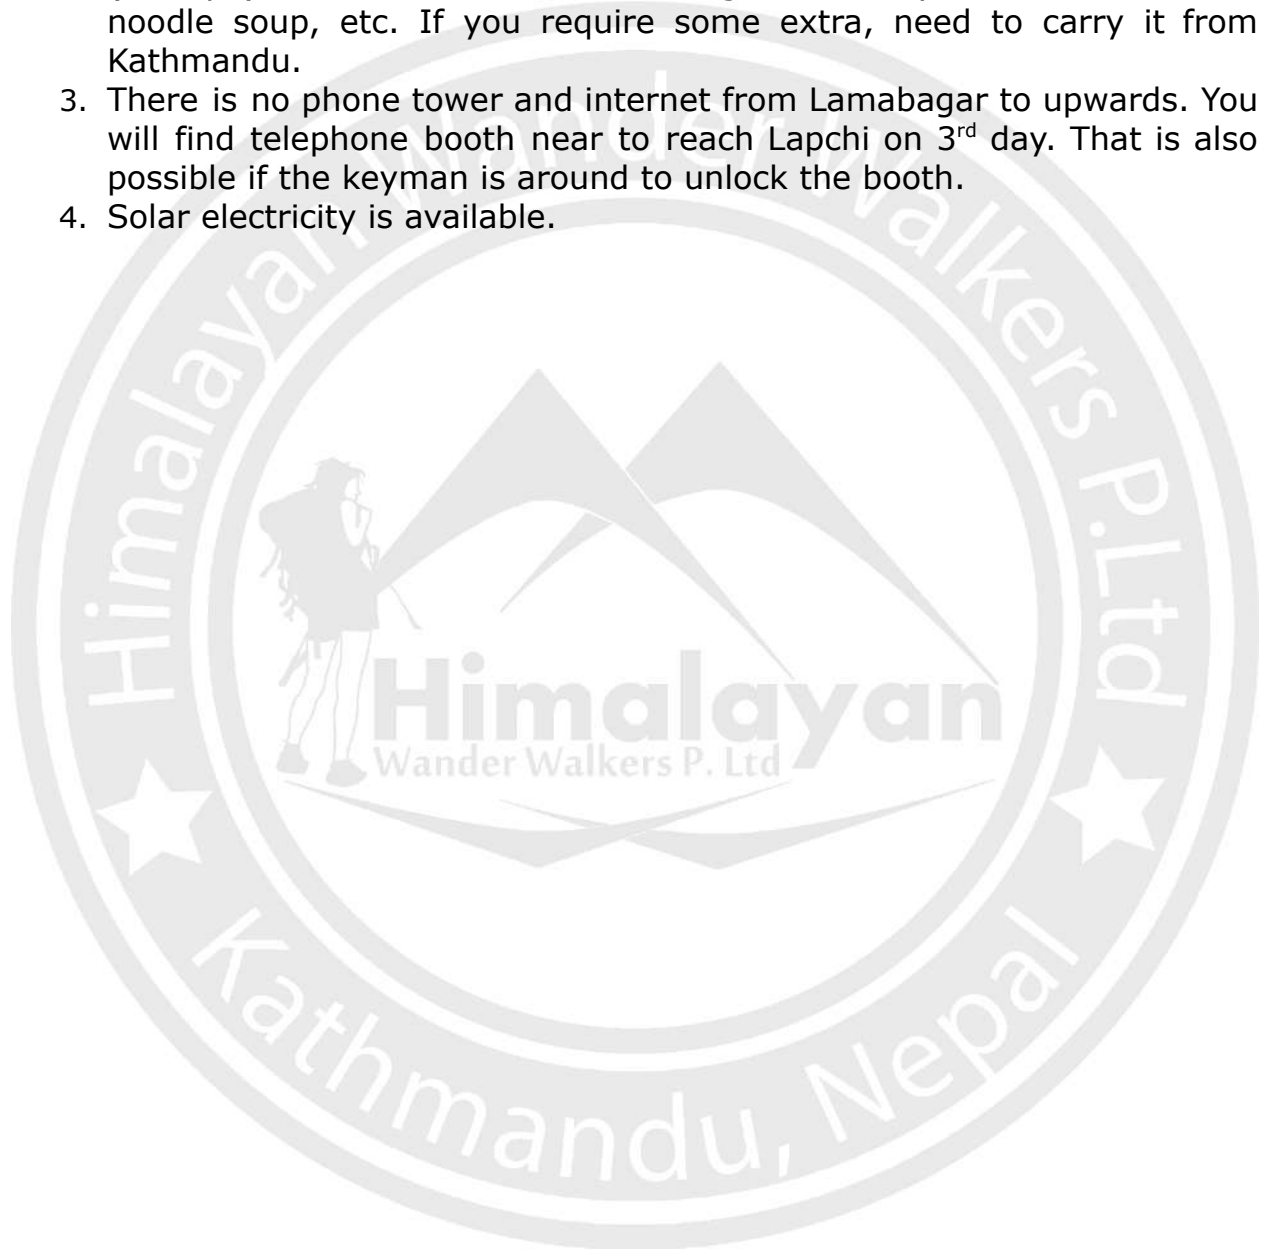 noodle soup, etc. If you require some extra, need to carry it from
Kathmandu.
3. There is no phone tower and internet from Lamabagar to upwards. You
will find telephone booth near to reach Lapchi on 3rd day. That is also
possible if the keyman is around to unlock the booth.
4. Solar electricity is available.
Himalayan Wander Walkers P.Ltd
Himalayan
Wander Walkers P. Ltd
Kathmandu, Nepal